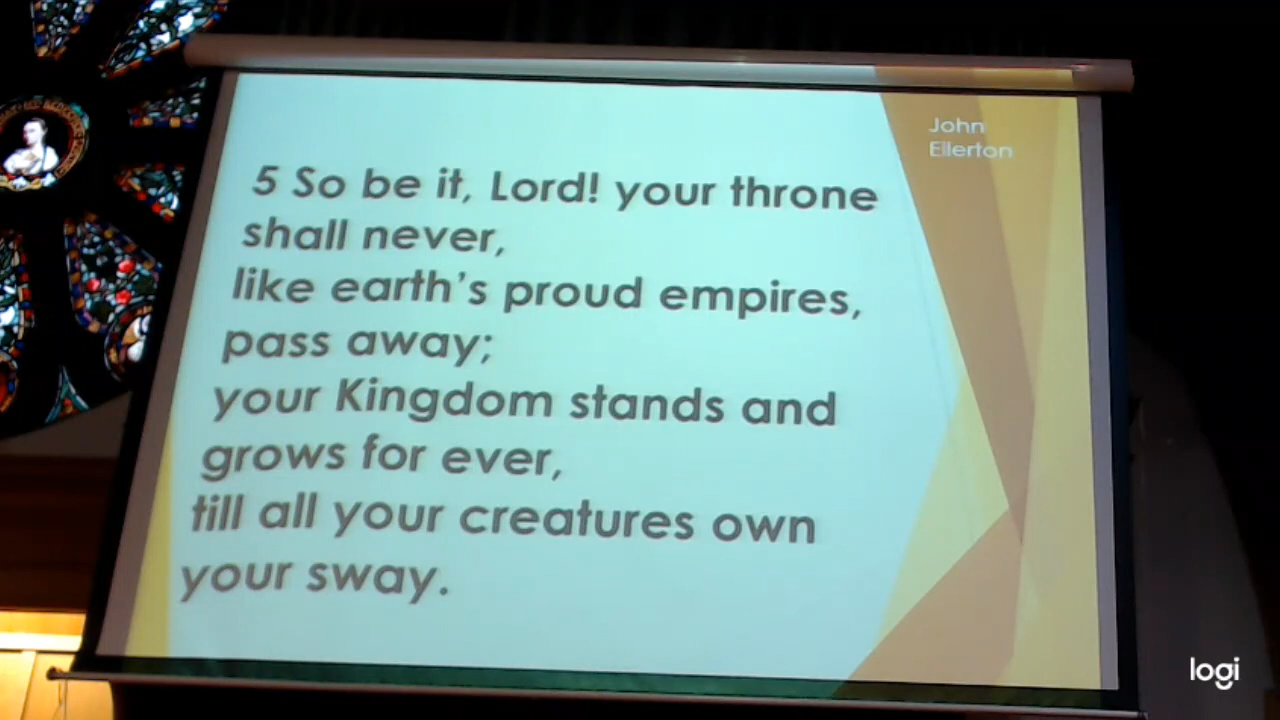 John
Ellerton
5 So be it, Lord! your throne
shall never,
like earth's proud empires,
pass away;
your Kingdom stands and
grows for ever,
till all your creatures own
your sway.
logi